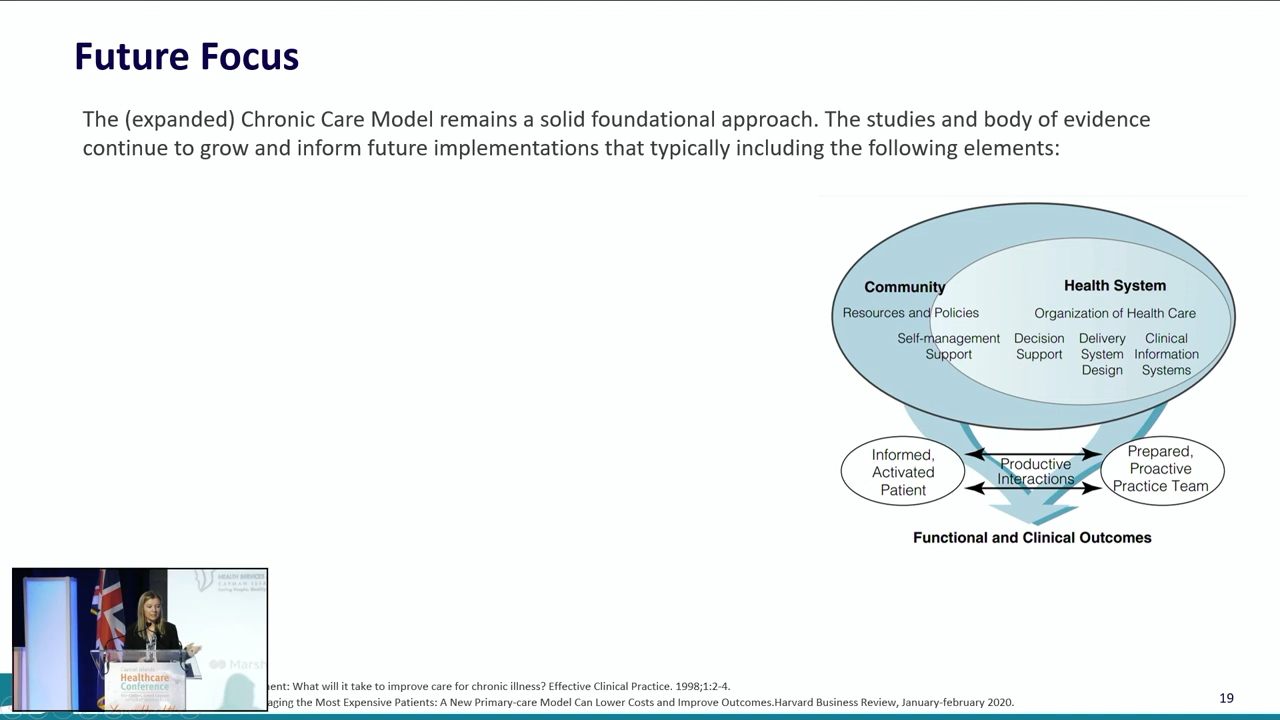 Future Focus
The (expanded) Chronic Care Model remains a solid foundational approach. The studies and body of evidence
continue to grow and inform future implementations that typically including the following elements:
Community
Health System
Resources and Policies
Organization of Health Care
Self-management
Support
Decision
Support
Delivery
System
Design
Clinical
Information
Systems
Informed,
Activated
Patient
Productive
Interactions
Prepared,
Proactive
Practice Team
Functional and Clinical Outcomes
HEALTH SERVICES
Marsh
Healthcare
Conference
ent: What will it take to improve care for chronic illness? Effective Clinical Practice. 1998;1:2-4.
aging the Most Expensive Patients: A New Primary-care Model Can Lower Costs and Improve Outcomes.Harvard Business Review, January-february 2020.
19